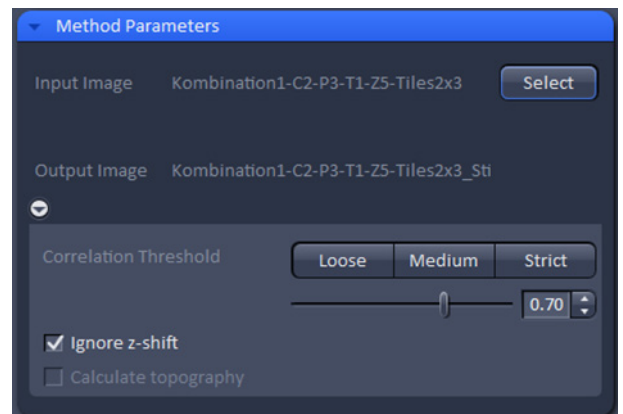 Method Parameters
Input Image Kombination1-C2-P3-T1-Z5-Tiles2x3 Select
Output Image Kombination1-C2-P3-T1-Z5-Tiles2x3_Sti
Correlation Threshold Loose Medium Strict
0.70
Ignore z-shift
Calculate topography